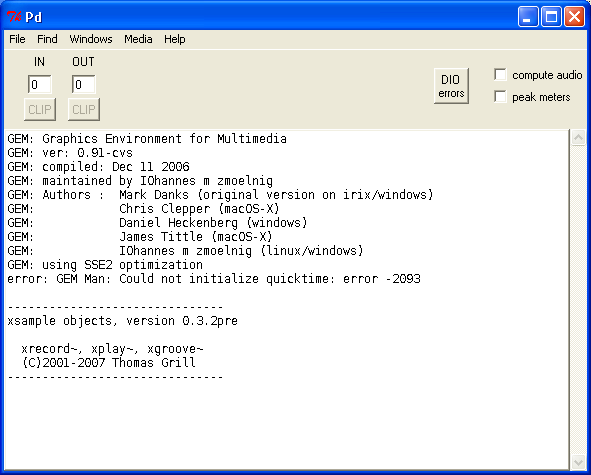 Pd
File Find Windows Media Help
IN OUT
0 0
CLIP CLIP
DIO
errors
compute audio
peak meters
GEM: Graphics Environment for Multimedia
GEM: ver: 0.91-cvs
GEM: compiled: Dec 11 2006
GEM: maintained by IOhannes m zmoelnig
GEM: Authors :  Mark Danks (original version on irix/windows)
GEM:            Chris Clepper (macOS-X)
GEM:            Daniel Heckenberg (windows)
GEM:            James Tittle (macOS-X)
GEM:            IOhannes m zmoelnig (linux/windows)
GEM: using SSE2 optimization
error: GEM Man: Could not initialize quicktime: error -2093
-------------------------------
xsample objects, version 0.3.2pre
  xrecord~, xplay~, xgroove~
  (C)2001-2007 Thomas Grill
-------------------------------